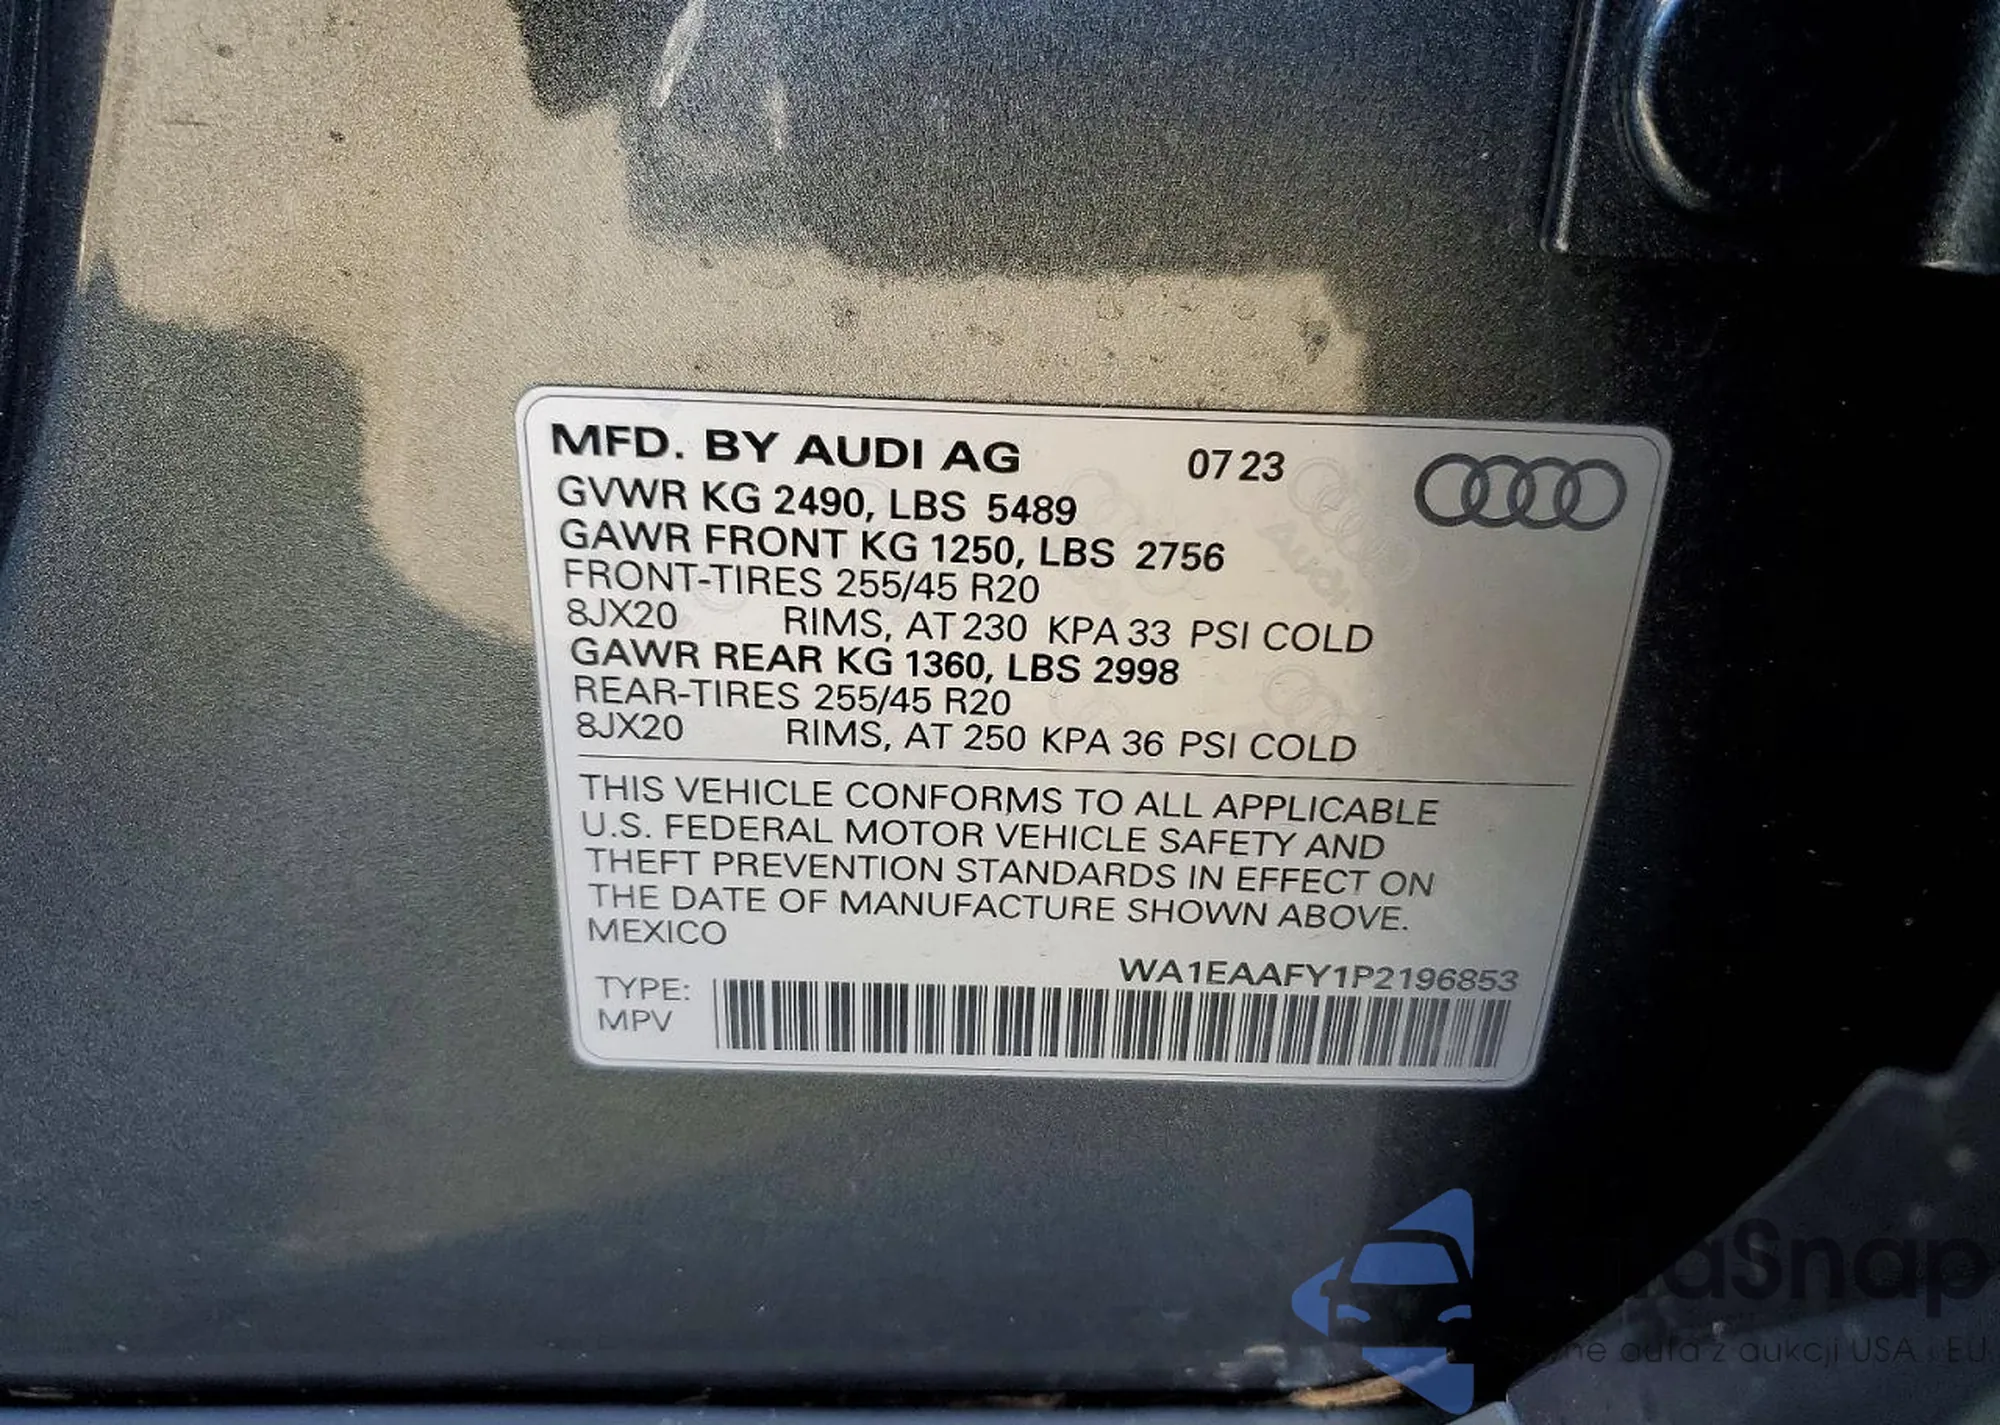 MFD. BY AUDI AG 07 23
GVWR KG 2490, LBS 5489
GAWR FRONT KG 1250, LBS 2756
FRONT-TIRES 255/45 R20
8JX20 RIMS, AT 230 KPA 33 PSI COLD
GAWR REAR KG 1360, LBS 2998
REAR-TIRES 255/45 R20
8JX20 RIMS, AT 250 KPA 36 PSI COLD
THIS VEHICLE CONFORMS TO ALL APPLICABLE
U.S. FEDERAL MOTOR VEHICLE SAFETY AND
THEFT PREVENTION STANDARDS IN EFFECT ON
THE DATE OF MANUFACTURE SHOWN ABOVE.
MEXICO
WA1EAAFY1P2196853
TYPE:
MPV
auta z aukcji USA i EU